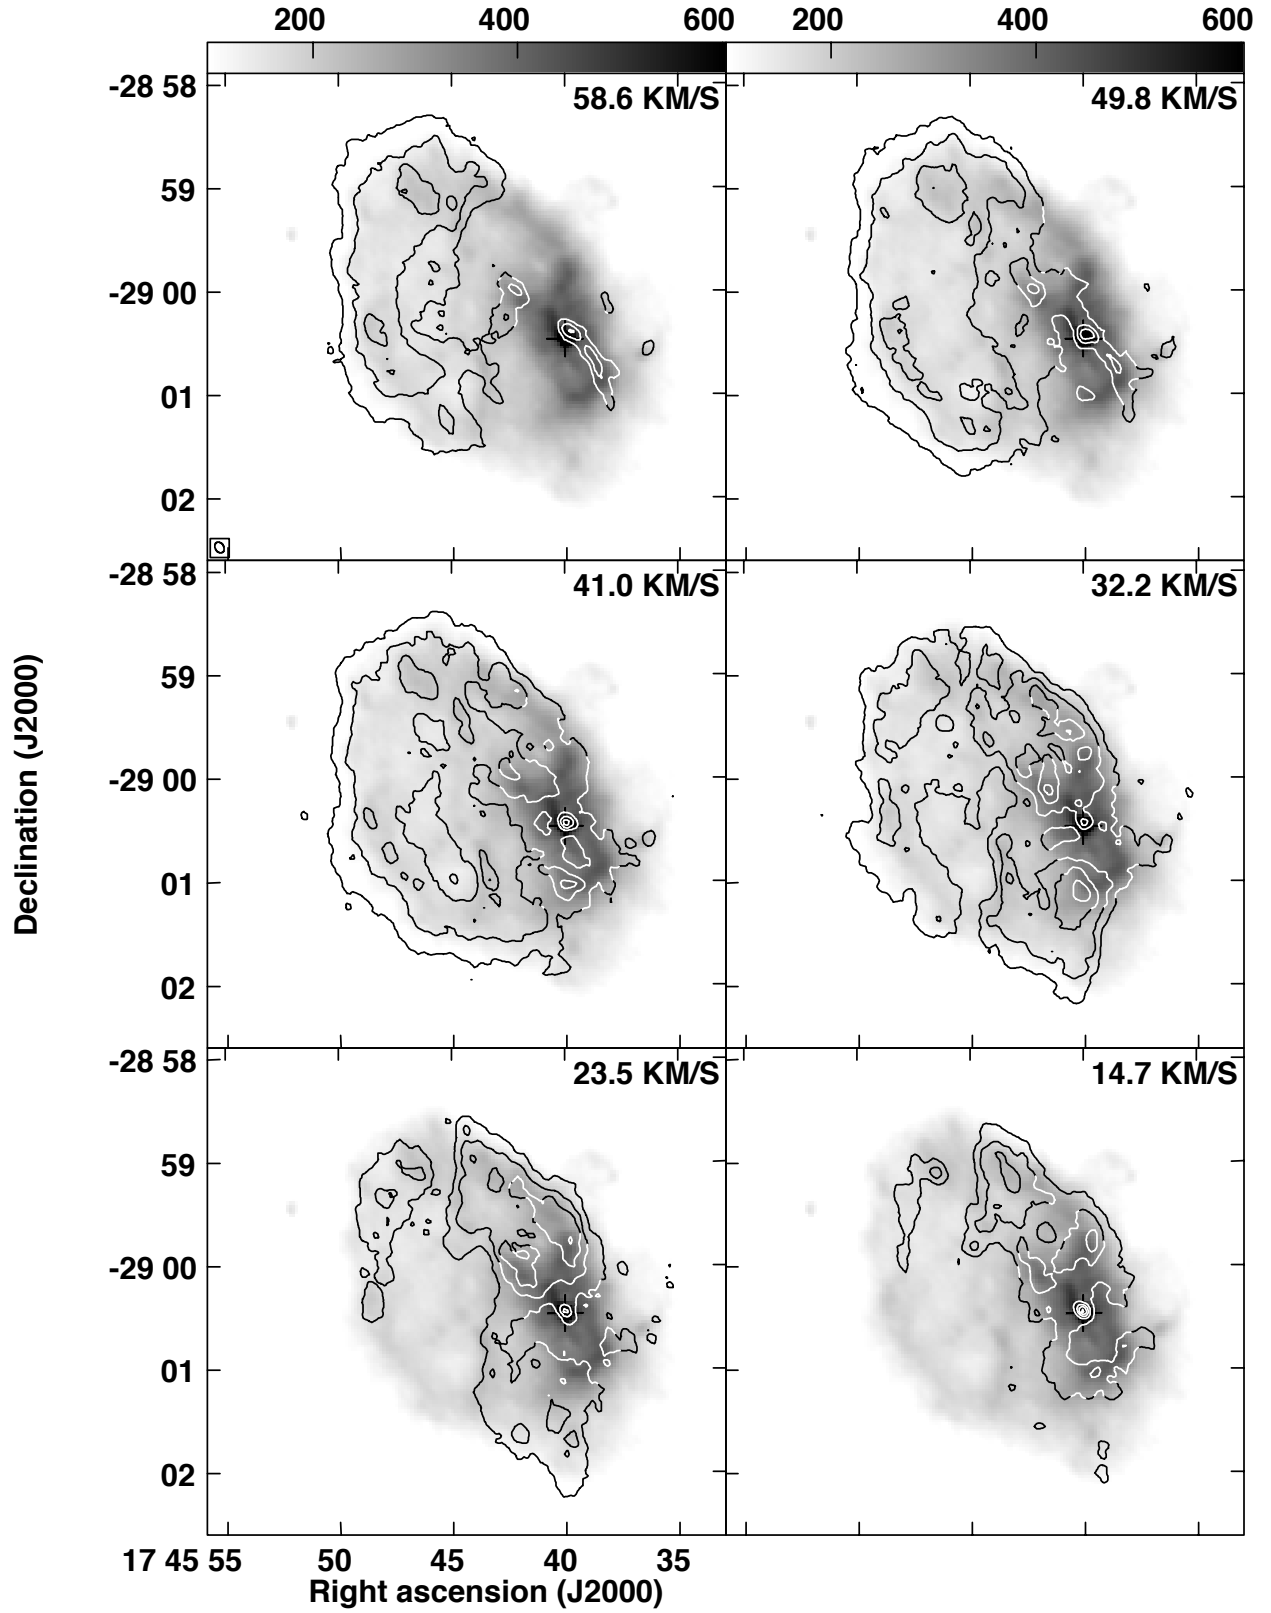 200 400 600 200 400 600
58.6 KM/S 49.8 KM/S
-28 58
59
-29 00
01
02
41.0 KM/S 32.2 KM/S
-28 58
59
-29 00
01
02
Declination (J2000)
23.5 KM/S 14.7 KM/S
-28 58
59
-29 00
01
02
17 45 55 50 45 40 35
Right ascension (J2000)